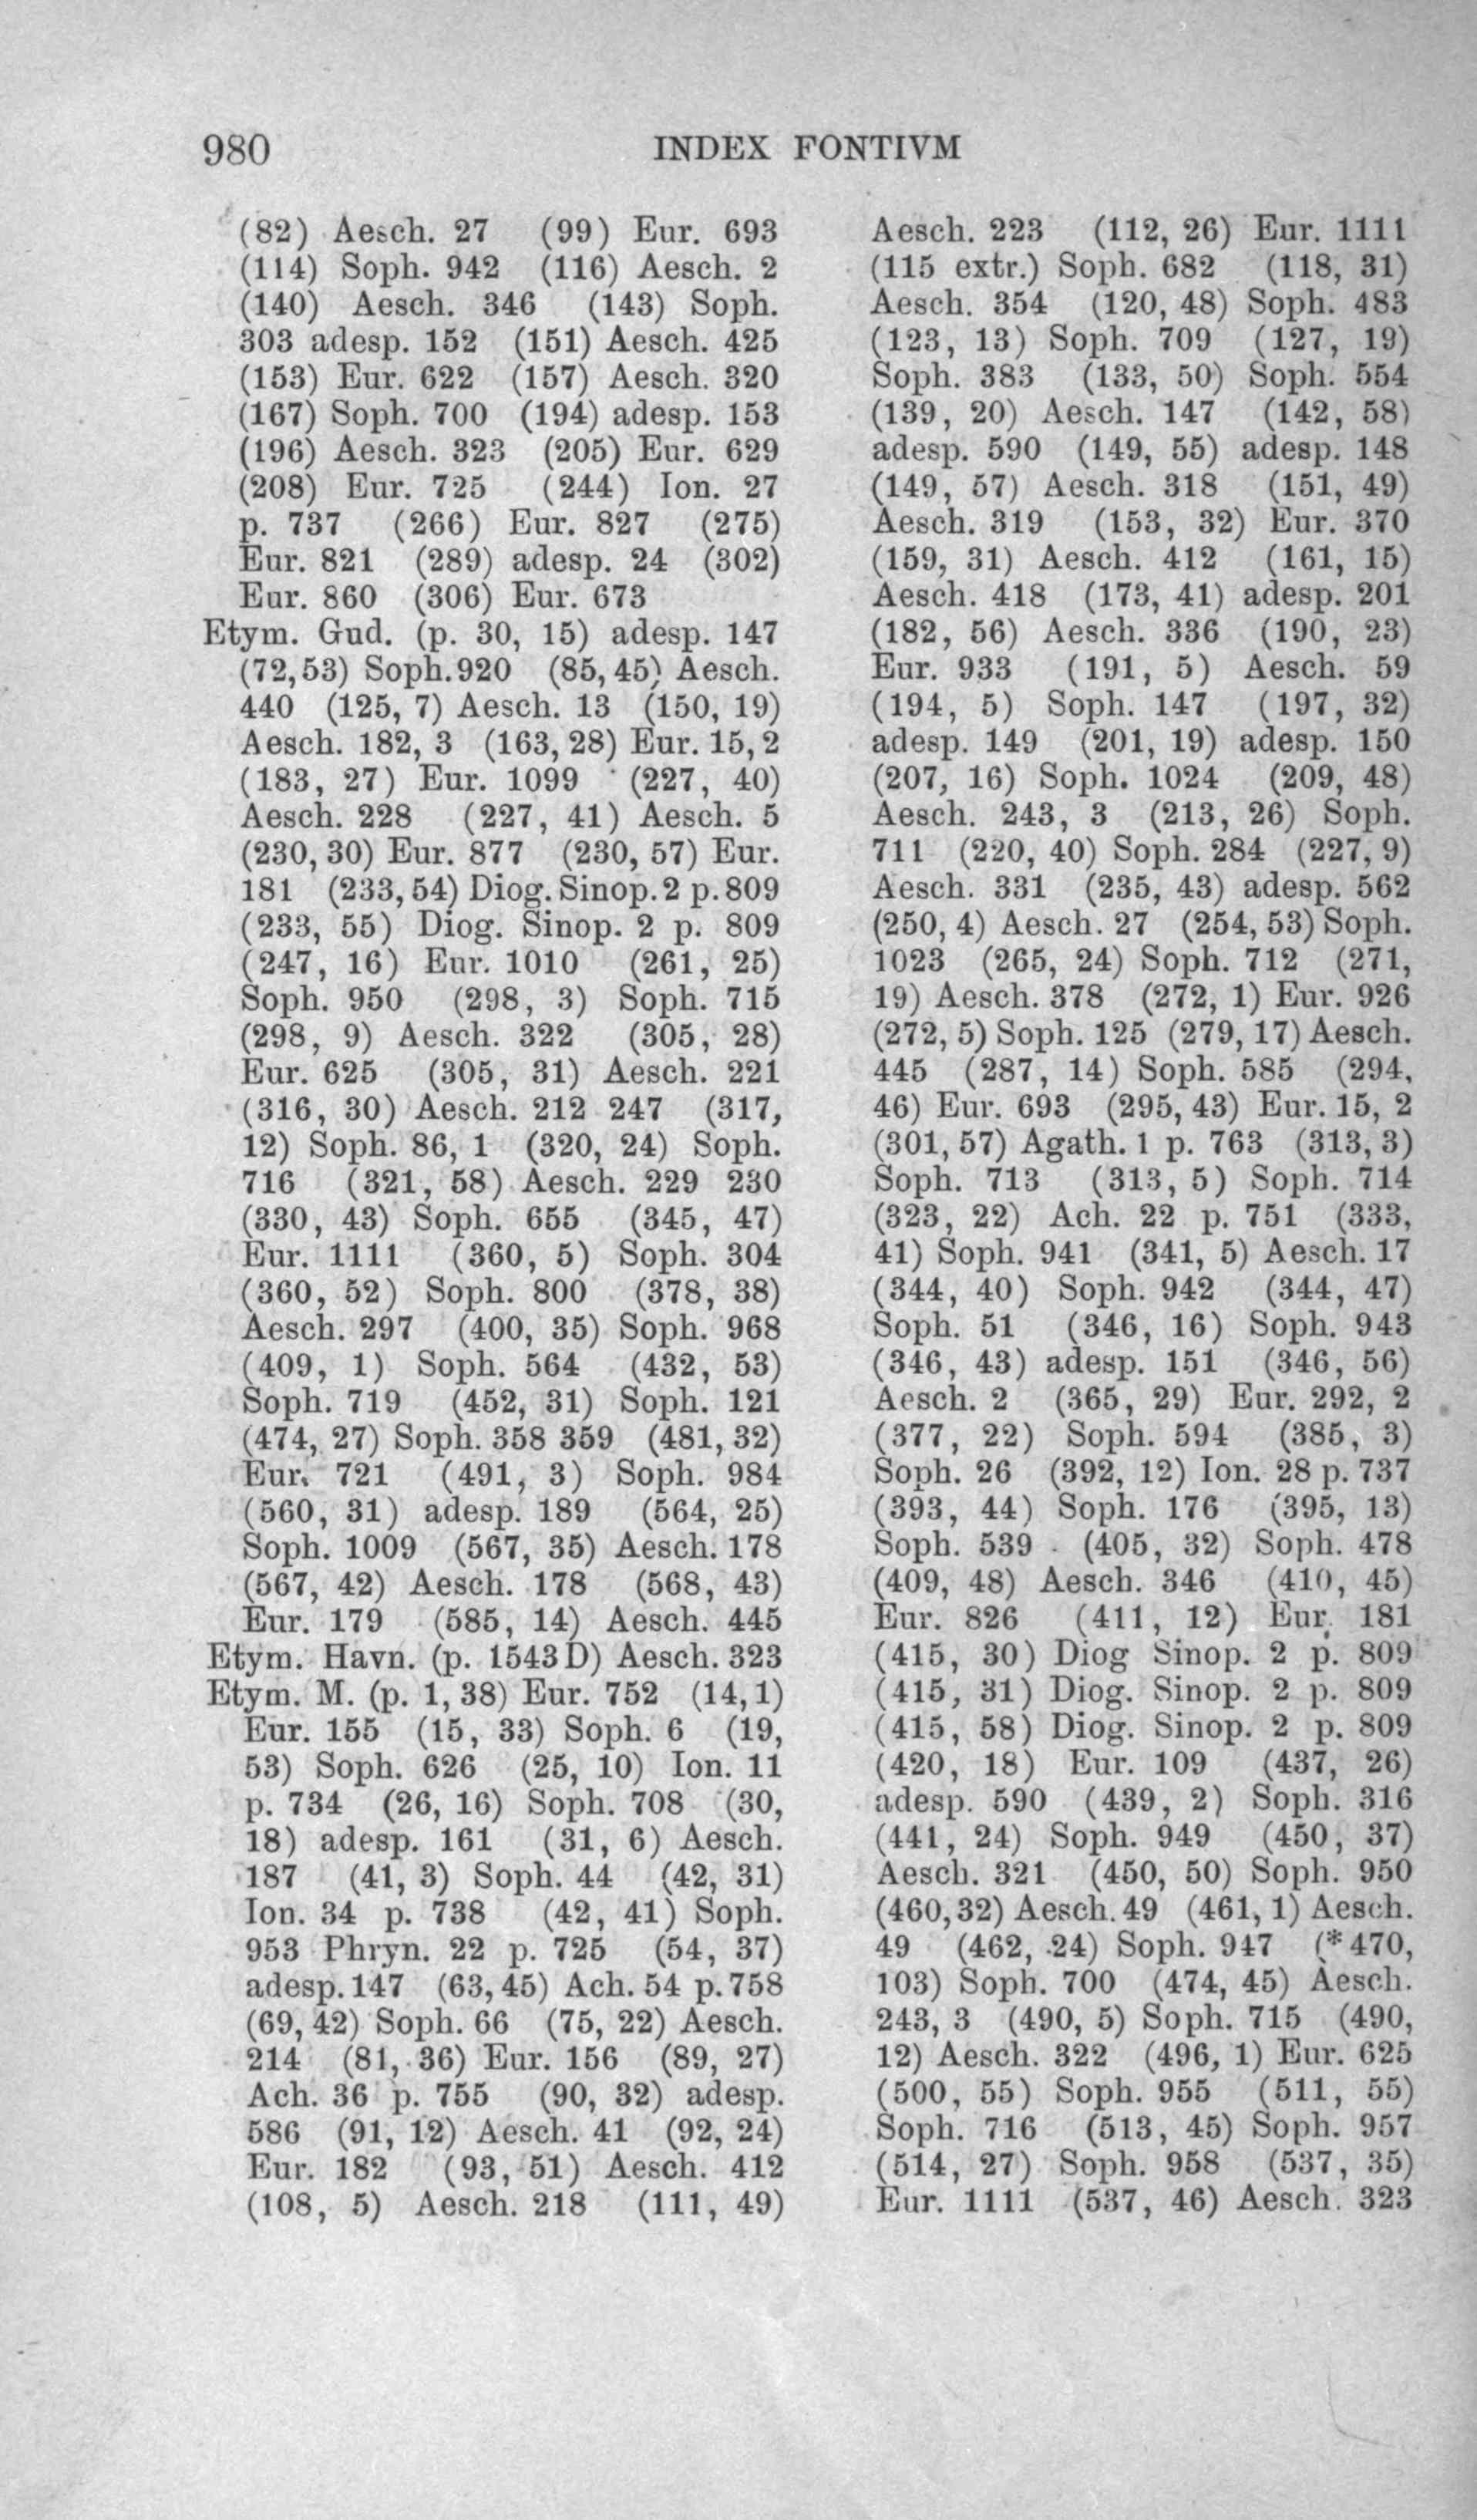 980
INDEX FONTIVM
(82) Aesch. 27 (99) Eur. 693
(114) Soph. 942 (116) Aesch. 2
(140) Aesch. 346 (143) Soph.
303 adesp. 152 (151) Aesch. 425
(153) Eur. 622 (157) Aesch. 320
(167) Soph. 700 (194) adesp. 153
(196) Aesch. 323 (205) Eur. 629
(208) Eur. 725 (244) Ion. 27
p. 737 (266) Eur. 827 (275)
Eur. 821 (289) adesp. 24 (302)
Eur. 860 (306) Eur. 673
Etym. Gud. (p. 30, 15) adesp. 147
(72,53) Soph. 920 (85, 45) Aesch.
440 (125, 7) Aesch. 13 (150, 19)
Aesch. 182, 3 (163, 28) Eur. 15, 2
(183, 27) Eur. 1099 (227, 40)
Aesch. 228 (227, 41) Aesch. 5
(230, 30) Eur. 877 (230, 57) Eur.
181 (233, 54) Diog. Sinop. 2 p. 809
(233, 55) Diog. Sinop. 2 p. 809
(247, 16) Eur. 1010 (261, 25)
Soph. 950 (298, 3) Soph. 715
(298, 9) Aesch. 322 (305, 28)
Eur. 625 (305, 31) Aesch. 221
(316, 30) Aesch. 212 247 (317,
12) Soph. 86, 1 (320, 24) Soph.
716 (321, 58) Aesch. 229 230
(330, 43) Soph. 655 (345, 47)
Eur. 1111 (360, 5) Soph. 304
(360, 52) Soph. 800 (378, 38)
Aesch. 297 (400, 35) Soph. 968
(409, 1) Soph. 564 (432, 53)
Soph. 719 (452, 31) Soph. 121
(474, 27) Soph. 358 359 (481, 32)
Eur. 721 (491, 3) Soph. 984
(560, 31) adesp. 189 (564, 25)
Soph. 1009 (567, 35) Aesch. 178
(567, 42) Aesch. 178 (568, 43)
Eur. 179 (585, 14) Aesch. 445
Etym. Havn. (p. 1543 D) Aesch. 323
Etym. M. (p. 1, 38) Eur. 752 (14, 1)
Eur. 155 (15, 33) Soph. 6 (19,
53) Soph. 626 (25, 10) Ion. 11
p. 734 (26, 16) Soph. 708 (30,
18) adesp. 161 (31, 6) Aesch.
187 (41, 3) Soph. 44 (42, 31)
Ion. 34 p. 738 (42, 41) Soph.
953 Phryn. 22 p. 725 (54, 37)
adesp. 147 (63, 45) Ach. 54 p. 758
(69, 42) Soph. 66 (75, 22) Aesch.
214 (81, 36) Eur. 156 (89, 27)
Ach. 36 p. 755 (90, 32) adesp.
586 (91, 12) Aesch. 41 (92, 24)
Eur. 182 (93, 51) Aesch. 412
(108, 5) Aesch. 218 (111, 49)
Aesch. 223 (112, 26) Eur. 1111
(115 extr.) Soph. 682 (118, 31)
Aesch. 354 (120, 48) Soph. 483
(123, 13) Soph. 709 (127, 19)
Soph. 383 (133, 50) Soph. 554
(139, 20) Aesch. 147 (142, 58)
adesp. 590 (149, 55) adesp. 148
(149, 57) Aesch. 318 (151, 49)
Aesch. 319 (153, 32) Eur. 370
(159, 31) Aesch. 412 (161, 15)
Aesch. 418 (173, 41) adesp. 201
(182, 56) Aesch. 336 (190, 23)
Eur. 933 (191, 5) Aesch. 59
(194, 5) Soph. 147 (197, 32)
adesp. 149 (201, 19) adesp. 150
(207, 16) Soph. 1024 (209, 48)
Aesch. 243, 3 (213, 26) Soph.
711 (220, 40) Soph. 284 (227, 9)
Aesch. 331 (235, 43) adesp. 562
(250, 4) Aesch. 27 (254, 53) Soph.
1023 (265, 24) Soph. 712 (271,
19) Aesch. 378 (272, 1) Eur. 926
(272, 5) Soph. 125 (279, 17) Aesch.
445 (287, 14) Soph. 585 (294,
46) Eur. 693 (295, 43) Eur. 15, 2
(301, 57) Agath. 1 p. 763 (313, 3)
Soph. 713 (313, 5) Soph. 714
(323, 22) Ach. 22 p. 751 (333,
41) Soph. 941 (341, 5) Aesch. 17
(344, 40) Soph. 942 (344, 47)
Soph. 51 (346, 16) Soph. 943
(346, 43) adesp. 151 (346, 56)
Aesch. 2 (365, 29) Eur. 292, 2
(377, 22) Soph. 594 (385, 3)
Soph. 26 (392, 12) Ion. 28 p. 737
(393, 44) Soph. 176 (395, 13)
Soph. 539 (405, 32) Soph. 478
(409, 48) Aesch. 346 (410, 45)
Eur. 826 (411, 12) Eur. 181
(415, 30) Diog Sinop. 2 p. 809
(415, 31) Diog. Sinop. 2 p. 809
(415, 58) Diog. Sinop. 2 p. 809
(420, 18) Eur. 109 (437, 26)
adesp. 590 (439, 2) Soph. 316
(441, 24) Soph. 949 (450, 37)
Aesch. 321 (450, 50) Soph. 950
(460, 32) Aesch. 49 (461, 1) Aesch.
49 (462, 24) Soph. 947 (*470,
103) Soph. 700 (474, 45) Aesch.
243, 3 (490, 5) Soph. 715 (490,
12) Aesch. 322 (496, 1) Eur. 625
(500, 55) Soph. 955 (511, 55)
Soph. 716 (513, 45) Soph. 957
(514, 27) Soph. 958 (537, 35)
Eur. 1111 (537, 46) Aesch. 323